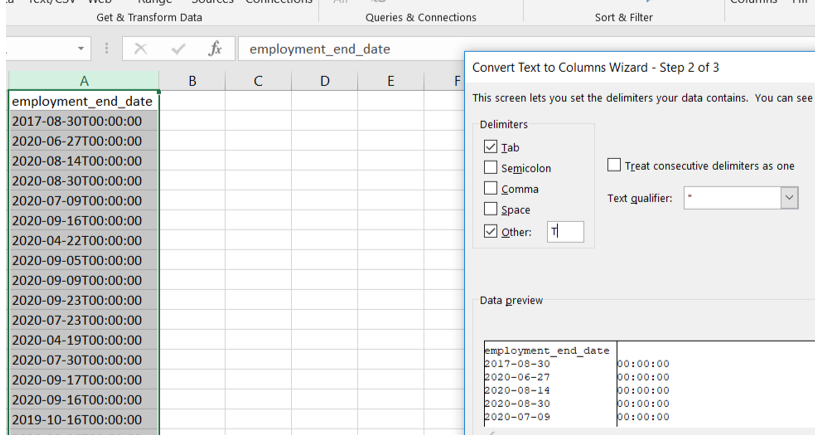 Text/CSV Web Range Sources Connections All Columns Fill
Get & Transform Data Queries & Connections Sort & Filter
fx employment_end_date
A B C D E F
employment_end_date
2017-08-30T00:00:00
2020-06-27T00:00:00
2020-08-14T00:00:00
2020-08-30T00:00:00
2020-07-09T00:00:00
2020-09-16T00:00:00
2020-04-22T00:00:00
2020-09-05T00:00:00
2020-09-09T00:00:00
2020-09-23T00:00:00
2020-07-23T00:00:00
2020-04-19T00:00:00
2020-07-30T00:00:00
2020-09-17T00:00:00
2020-09-16T00:00:00
2019-10-16T00:00:00
Convert Text to Columns Wizard - Step 2 of 3
This screen lets you set the delimiters your data contains. You can see
Delimiters
Tab
Semicolon
Comma
Space
Other: T
Treat consecutive delimiters as one
Text qualifier: "
Data preview
employment_end_date
2017-08-30 00:00:00
2020-06-27 00:00:00
2020-08-14 00:00:00
2020-08-30 00:00:00
2020-07-09 00:00:00